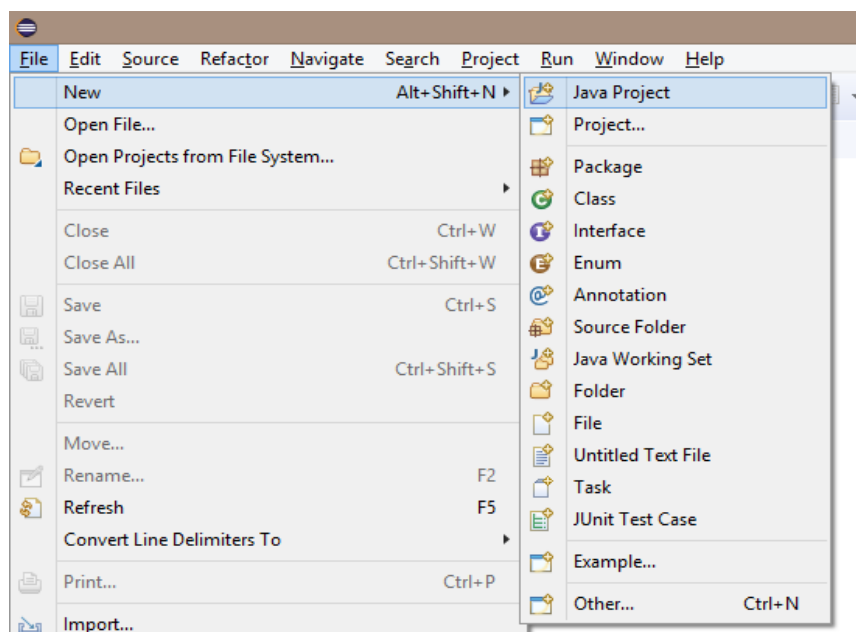 File Edit Source Refactor Navigate Search Project Run Window Help
New Alt+Shift+N
Open File...
Open Projects from File System...
Recent Files
Close Ctrl+W
Close All Ctrl+Shift+W
Save Ctrl+S
Save As...
Save All Ctrl+Shift+S
Revert
Move...
Rename... F2
Refresh F5
Convert Line Delimiters To
Print... Ctrl+P
Import...
Java Project
Project...
Package
Class
Interface
Enum
Annotation
Source Folder
Java Working Set
Folder
File
Untitled Text File
Task
JUnit Test Case
Example...
Other... Ctrl+N